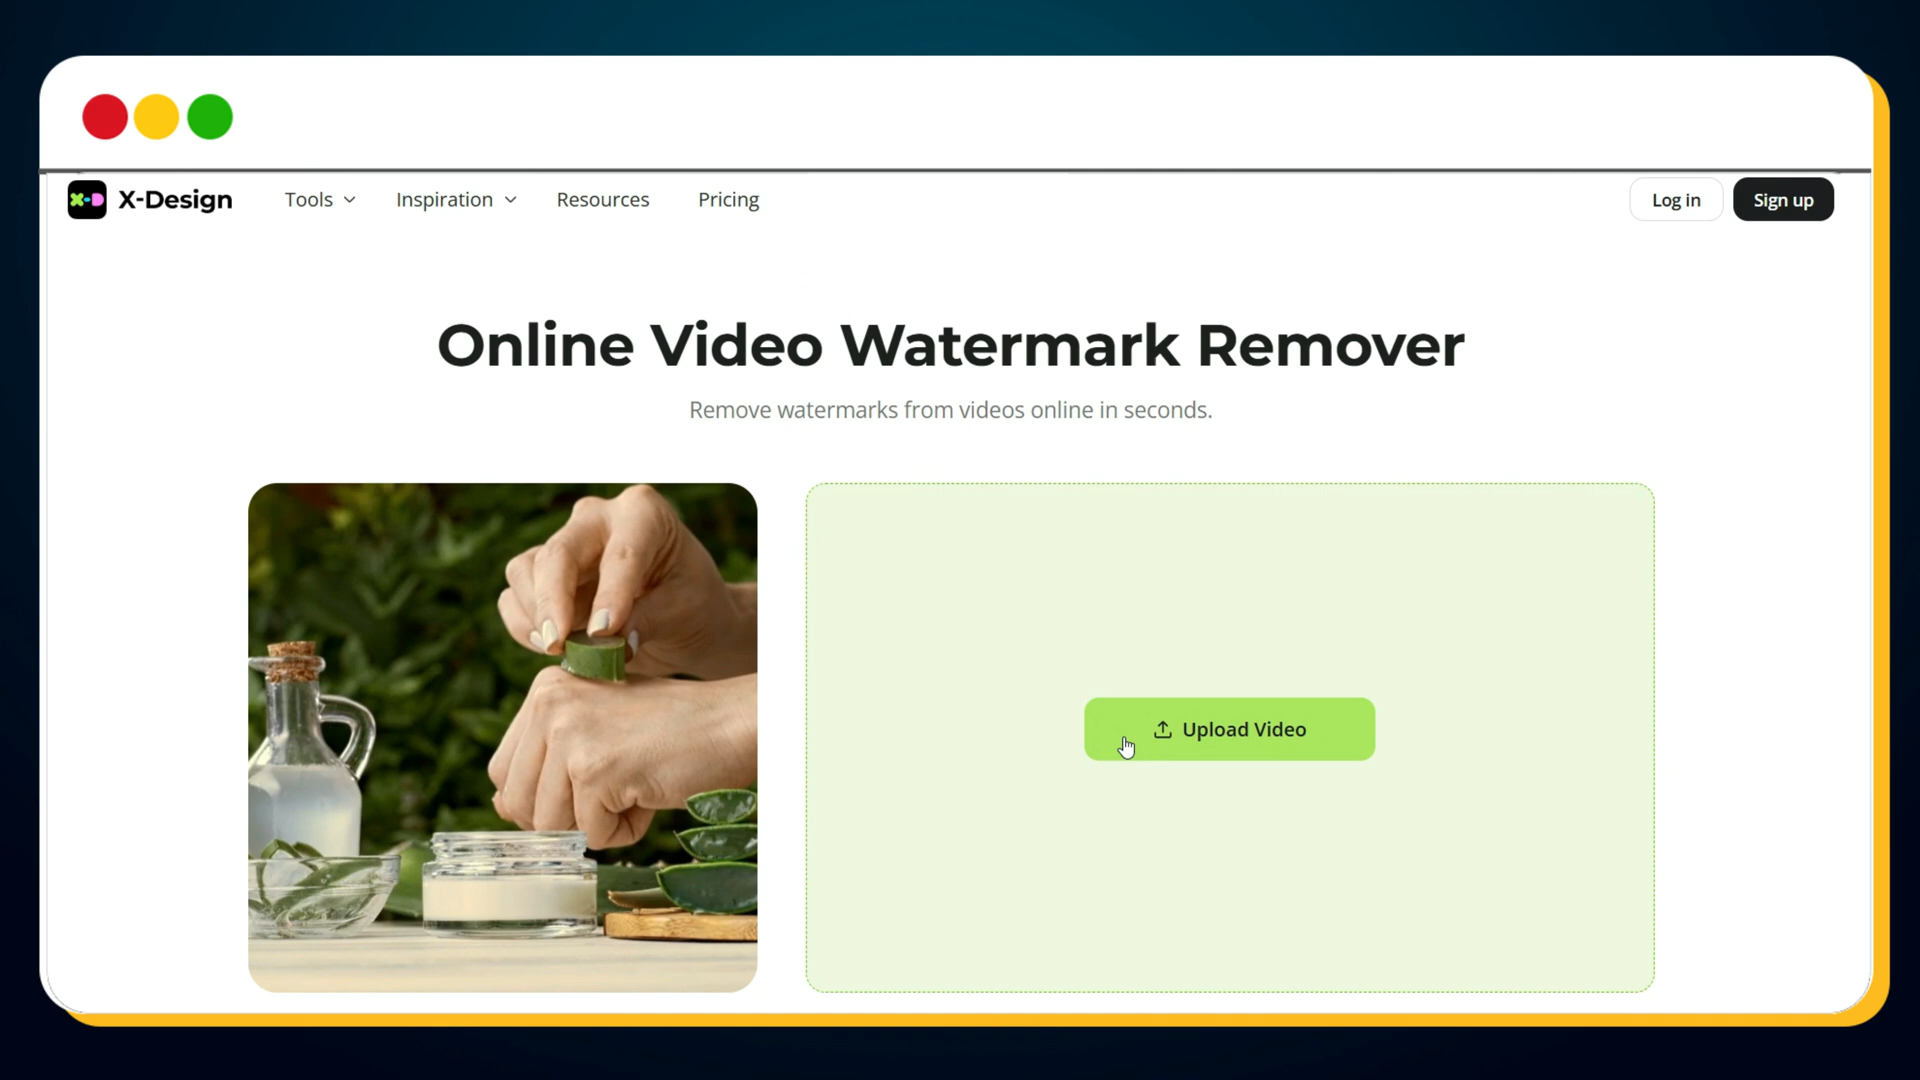 X-D X-Design Tools Inspiration Resources Pricing Log in Sign up
Online Video Watermark Remover
Remove watermarks from videos online in seconds.
Upload Video